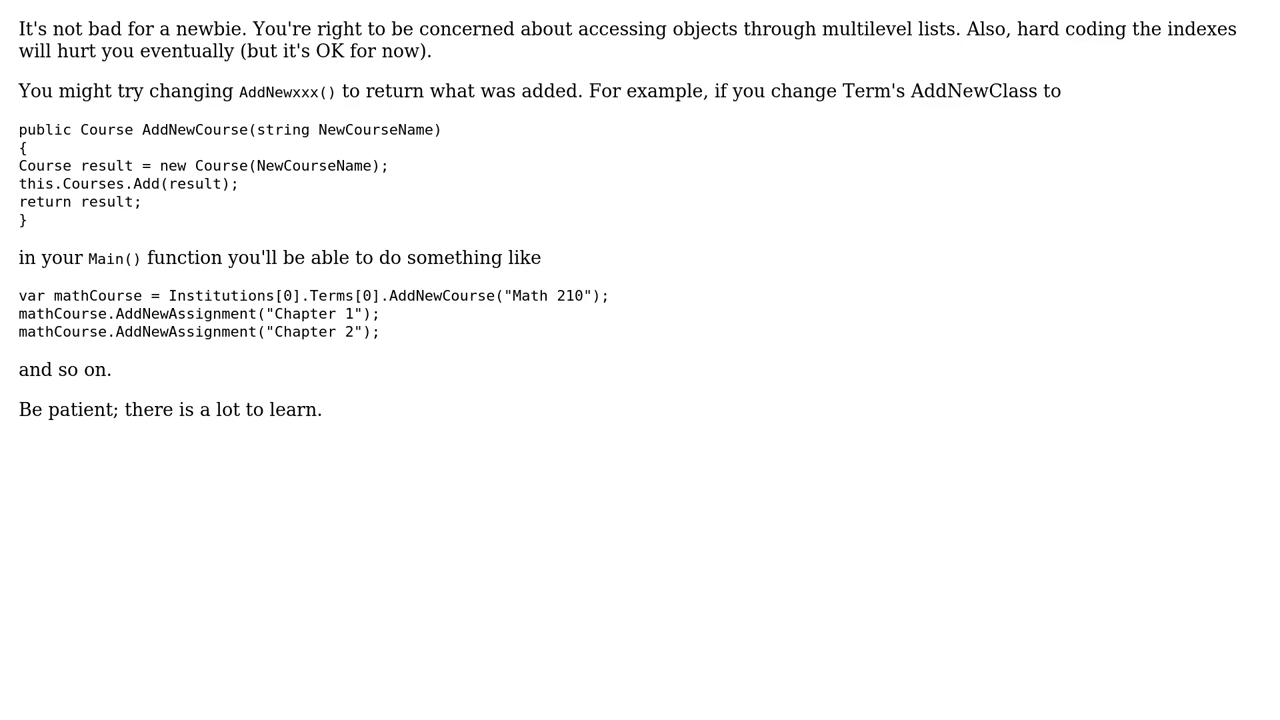 It's not bad for a newbie. You're right to be concerned about accessing objects through multilevel lists. Also, hard coding the indexes
will hurt you eventually (but it's OK for now).
You might try changing AddNewxxx() to return what was added. For example, if you change Term's AddNewClass to
public Course AddNewCourse(string NewCourseName)
{
Course result = new Course(NewCourseName);
this.Courses.Add(result);
return result;
}
in your Main() function you'll be able to do something like
var mathCourse = Institutions[0].Terms[0].AddNewCourse("Math 210");
mathCourse.AddNewAssignment("Chapter 1");
mathCourse.AddNewAssignment("Chapter 2");
and so on.
Be patient; there is a lot to learn.